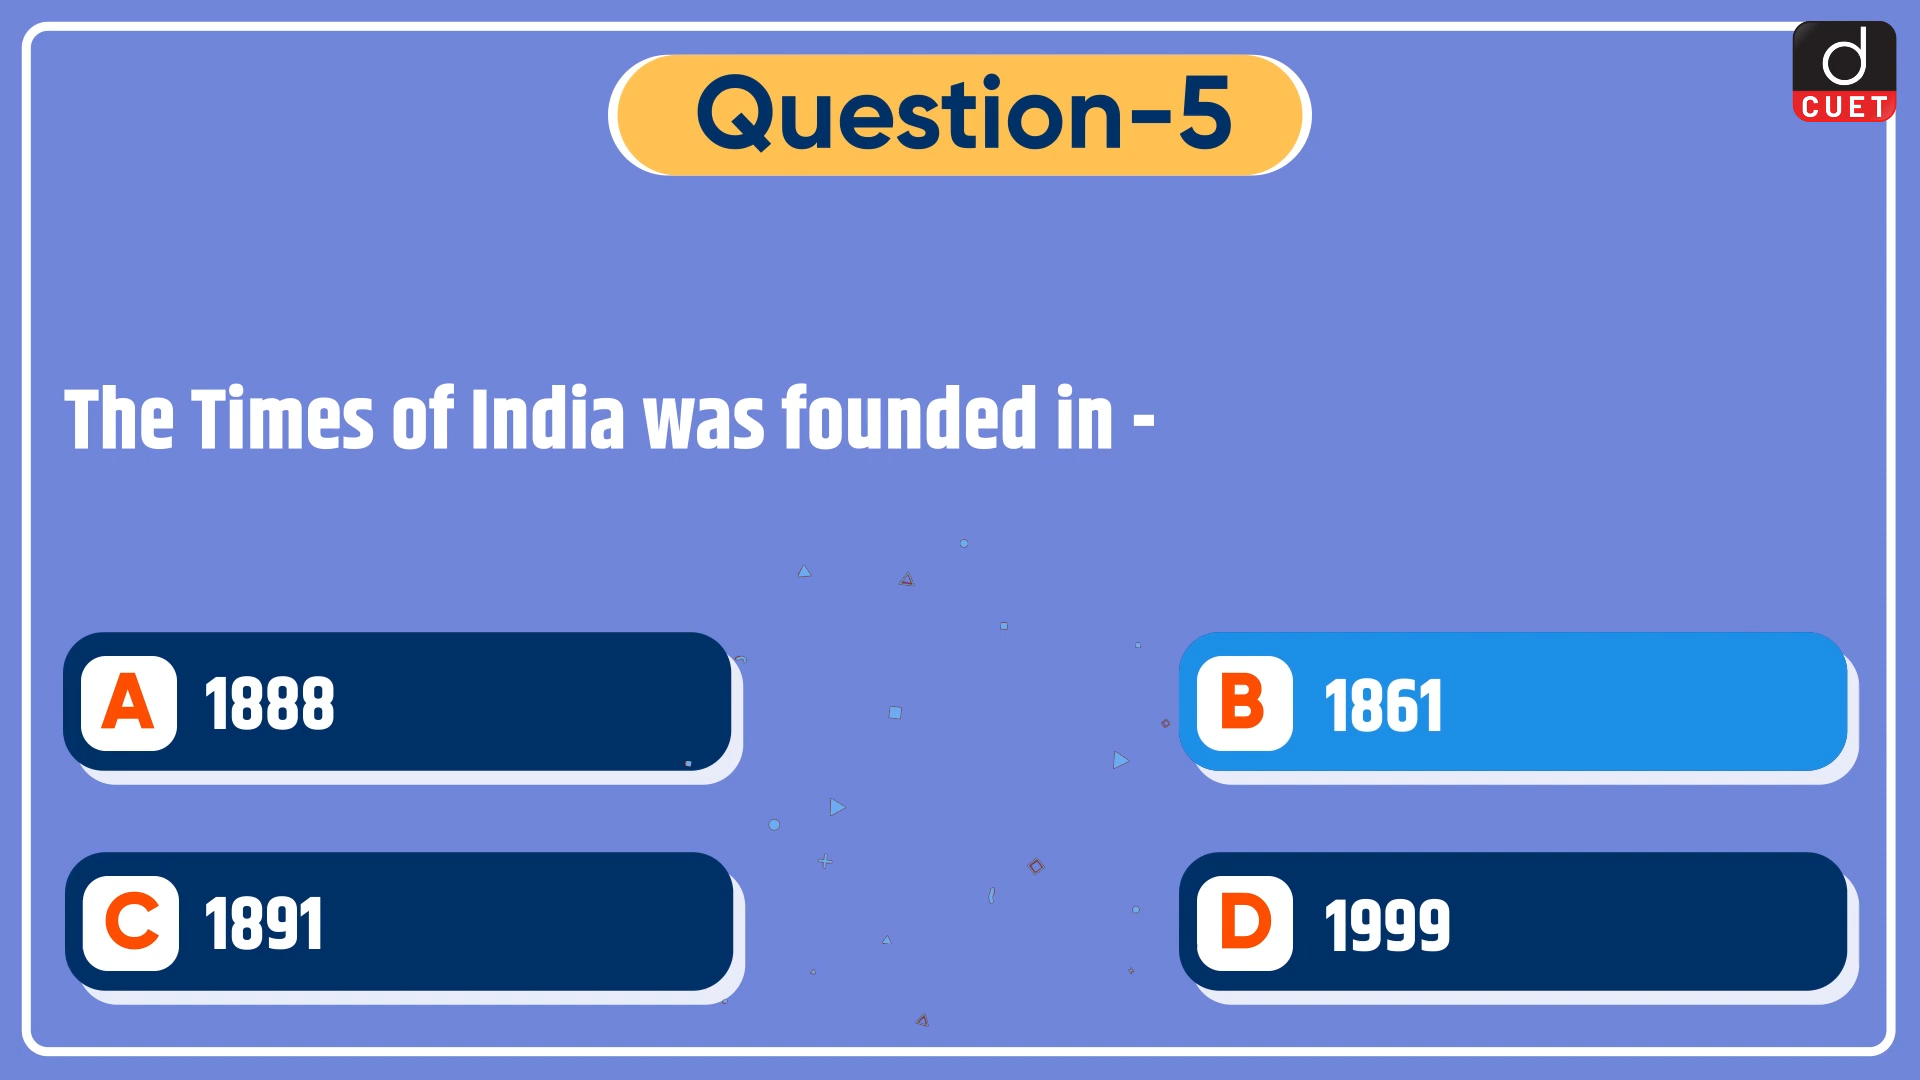 Question-5
d
CUET
The Times of India was founded in -
A 1888
B 1861
C 1891
D 1999